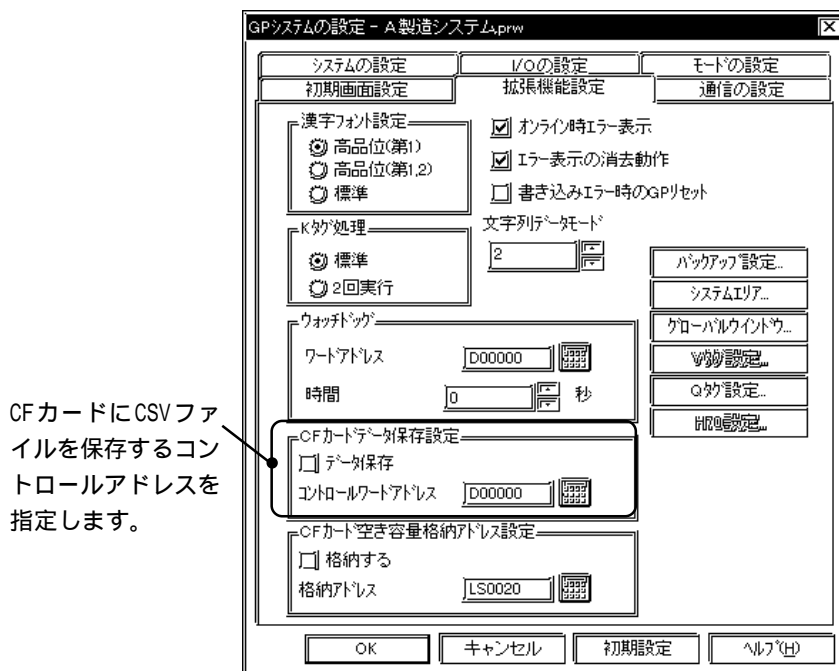 GPシステムの設定 - A製造システム.prw
システムの設定 I/Oの設定 モードの設定
初期画面設定 拡張機能設定 通信の設定
漢字フォント設定
高品位(第1)
高品位(第1,2)
標準
オンライン時エラー表示
エラー表示の消去動作
書き込みエラー時のGPリセット
Kタグ処理
標準
2回実行
文字列データモード
2
バックアップ設定...
システムエリア...
グローバルウインドウ...
Vタグ設定...
Qタグ設定...
ウォッチドッグ
ワードアドレス D00000
時間 0 秒
CFカードにCSVファ
イルを保存するコン
トロールアドレスを
指定します。
CFカードデータ保存設定
データ保存
コントロールワードアドレス D00000
CFカード空き容量格納アドレス設定
格納する
格納アドレス LS0020
OK キャンセル 初期設定 ヘルプ(H)